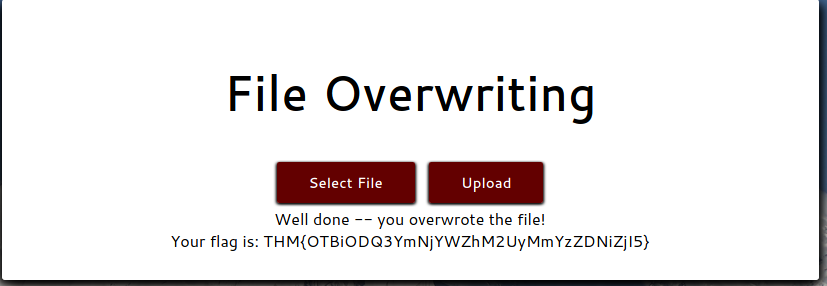 File Overwriting
Select File
Upload
Well done -- you overwrote the file!
Your flag is: THM{OTBiODQ3YmNjYWZhM2UyMmYzZDNiZjI5}